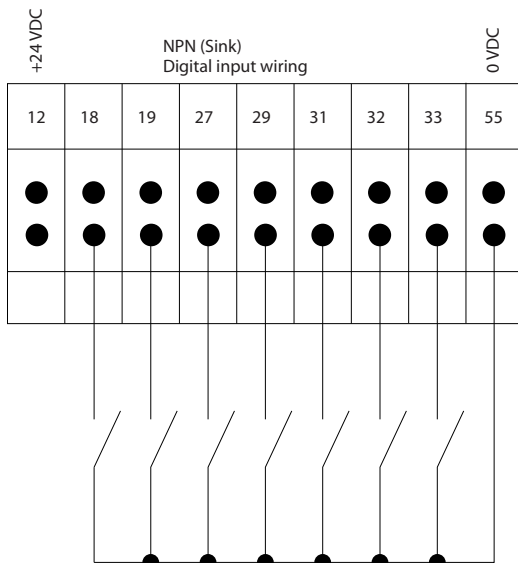 +24 VDC
NPN (Sink)
Digital input wiring
0 VDC
12 18 19 27 29 31 32 33 55